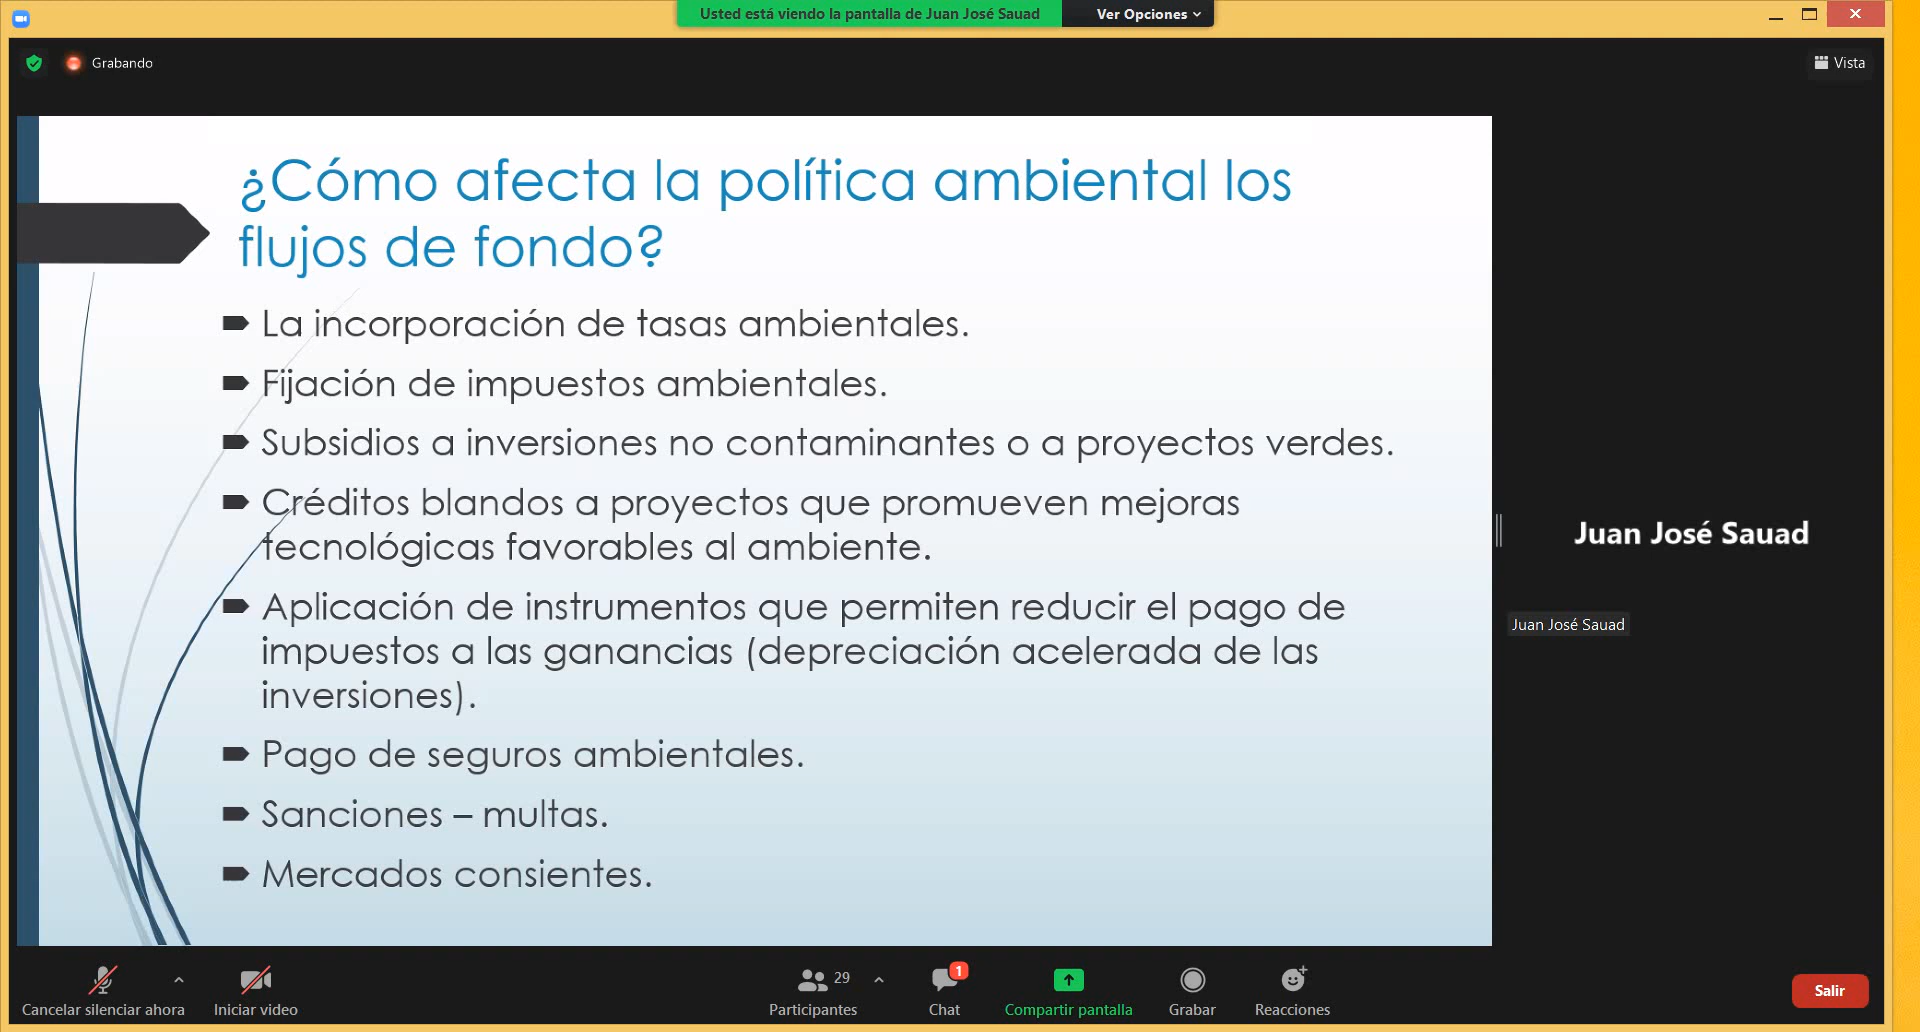 Usted está viendo la pantalla de Juan José Sauad
Ver Opciones
Grabando
Vista
¿Cómo afecta la política ambiental los
flujos de fondo?
La incorporación de tasas ambientales.
Fijación de impuestos ambientales.
Subsidios a inversiones no contaminantes o a proyectos verdes.
Créditos blandos a proyectos que promueven mejoras
tecnológicas favorables al ambiente.
Aplicación de instrumentos que permiten reducir el pago de
impuestos a las ganancias (depreciación acelerada de las
inversiones).
Pago de seguros ambientales.
Sanciones – multas.
Mercados consientes.
Juan José Sauad
Juan José Sauad
Cancelar silenciar ahora
Iniciar video
29
Participantes
1
Chat
Compartir pantalla
Grabar
Reacciones
Salir